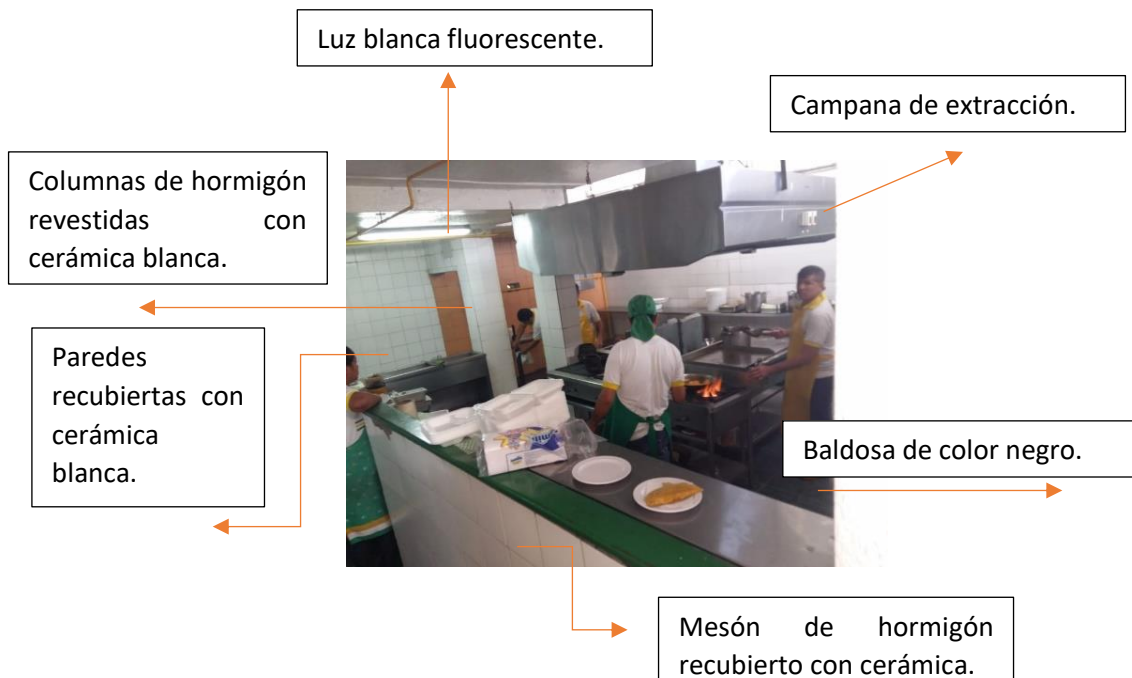 Luz blanca fluorescente.
Campana de extracción.
Columnas de hormigón
revestidas con
cerámica blanca.
Paredes
recubiertas con
cerámica
blanca.
Baldosa de color negro.
Mesón de hormigón
recubierto con cerámica.